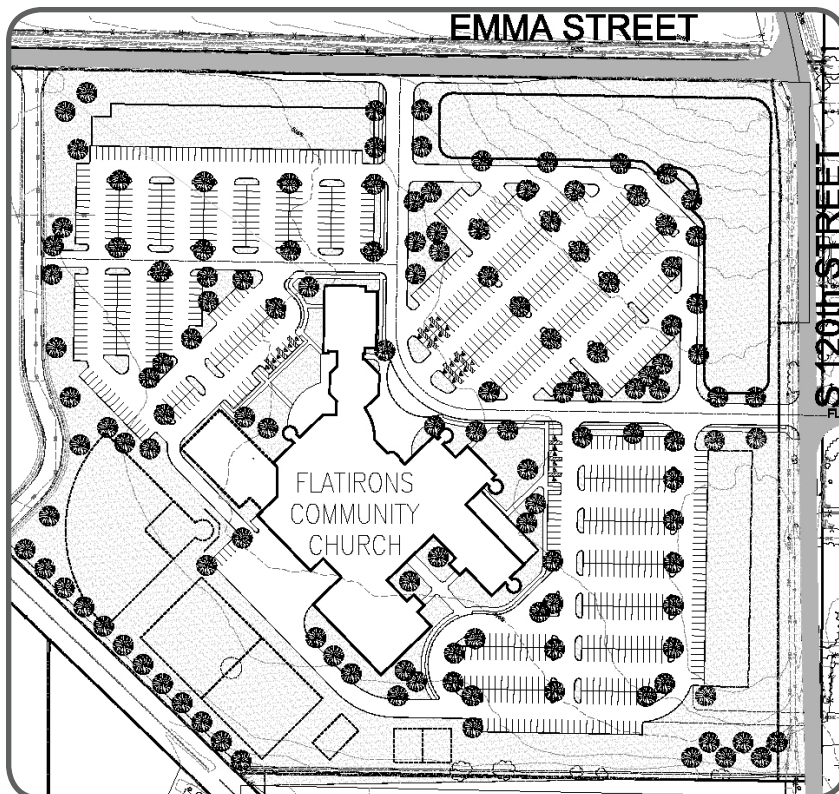 EMMA STREET
S 120th STREET
FLATIRONS
COMMUNITY
CHURCH